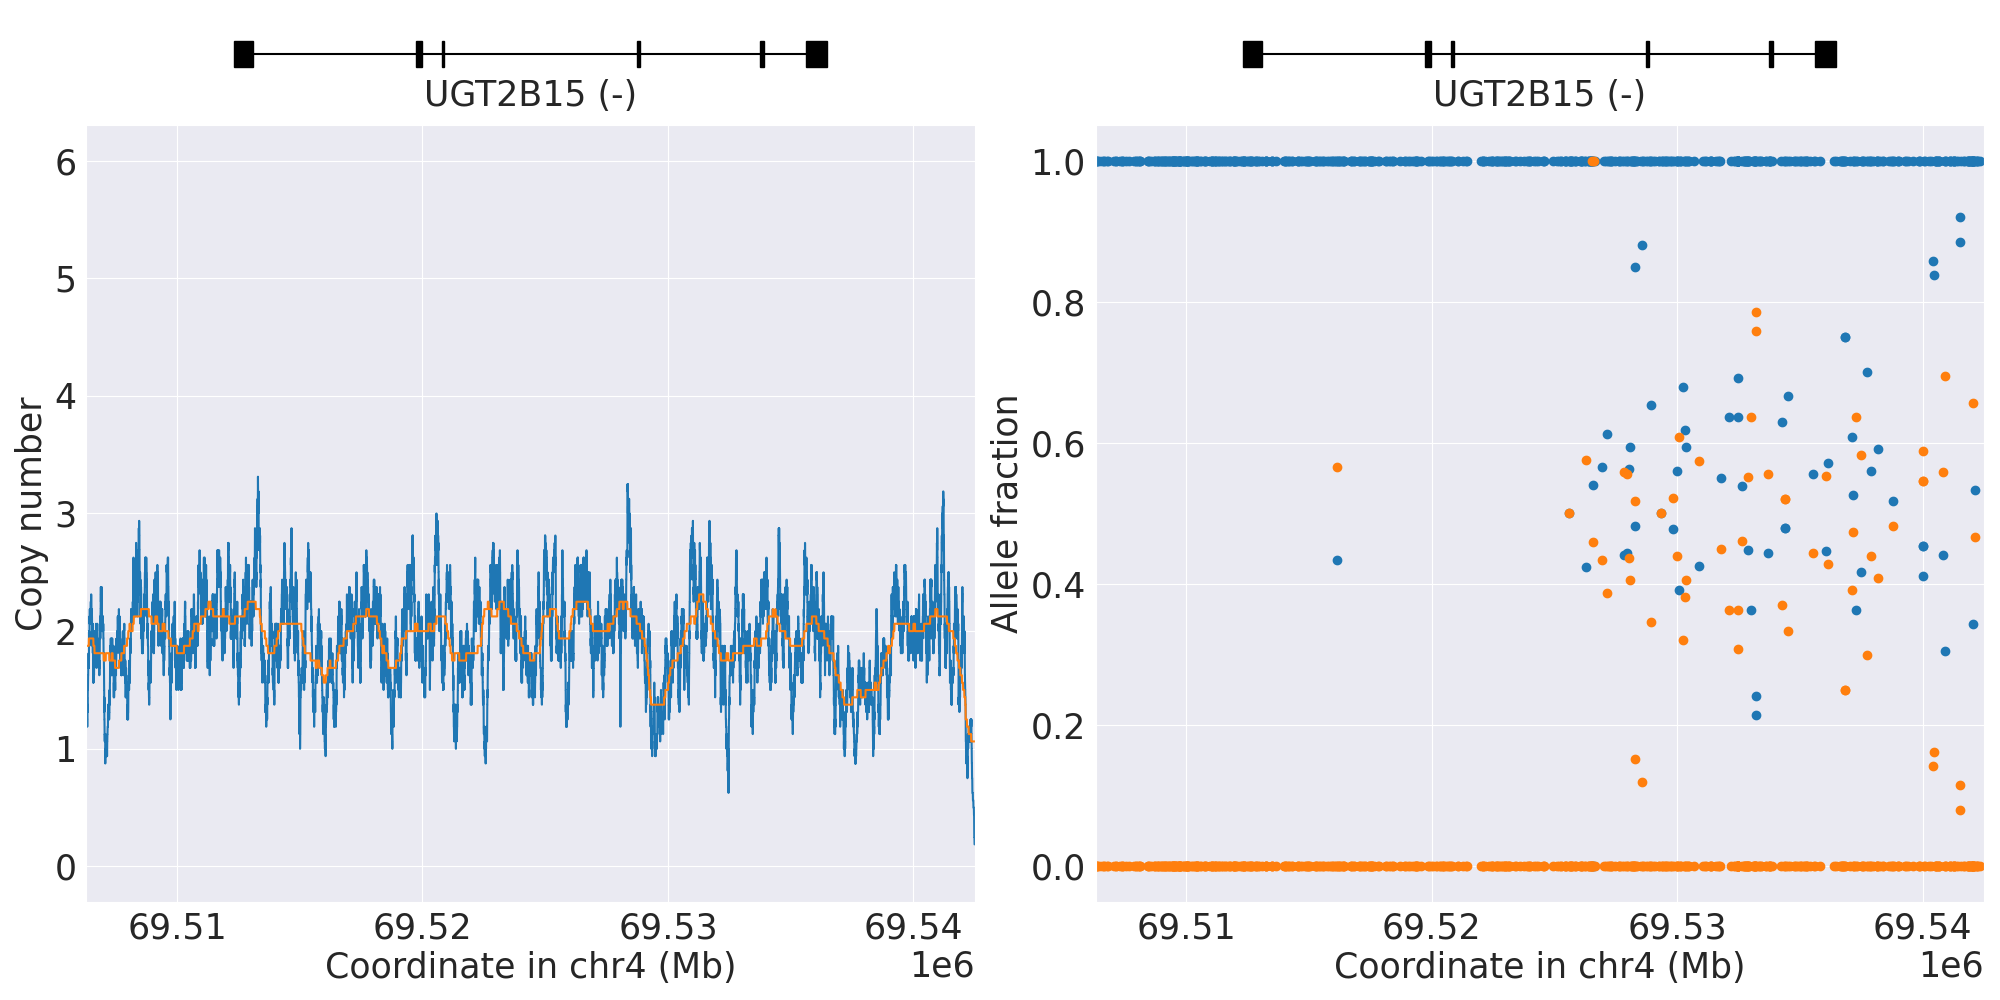 UGT2B15 (-)
6
5
4
3
2
1
0
Copy number
69.51 69.52 69.53 69.54
Coordinate in chr4 (Mb)
1e6
UGT2B15 (-)
1.0
0.8
0.6
0.4
0.2
0.0
Allele fraction
69.51 69.52 69.53 69.54
Coordinate in chr4 (Mb)
1e6